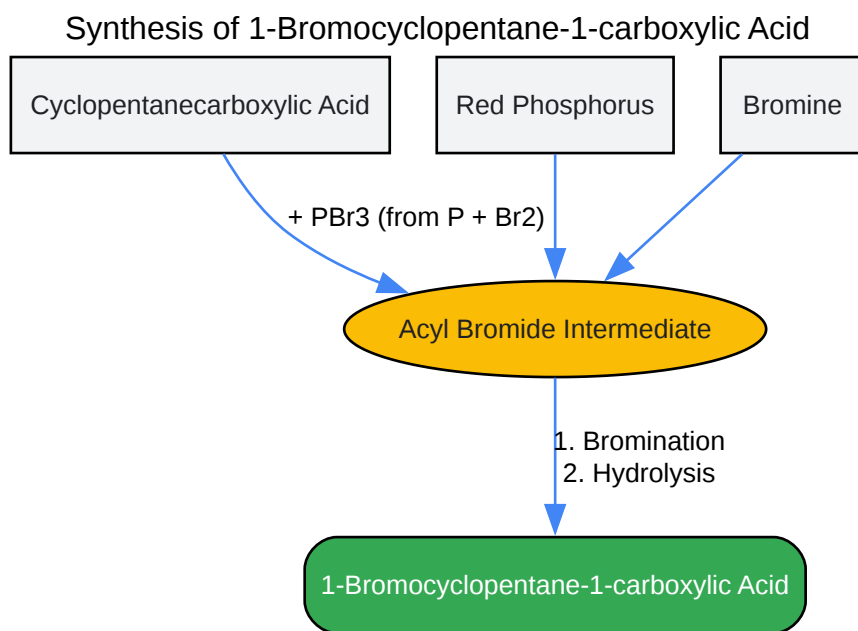 Synthesis of 1-Bromocyclopentane-1-carboxylic Acid
Cyclopentanecarboxylic Acid
Red Phosphorus
Bromine
+ PBr3 (from P + Br2)
Acyl Bromide Intermediate
1. Bromination
2. Hydrolysis
1-Bromocyclopentane-1-carboxylic Acid